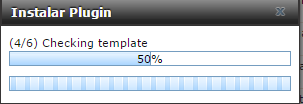 Instalar Plugin
(4/6) Checking template
50%